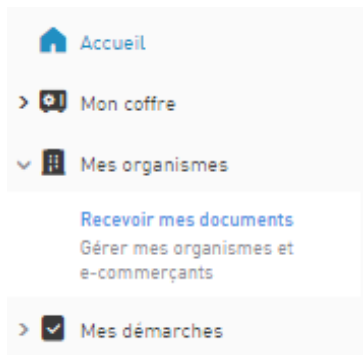 Accueil
Mon coffre
Mes organismes
Recevoir mes documents
Gérer mes organismes et
e-commerçants
Mes démarches